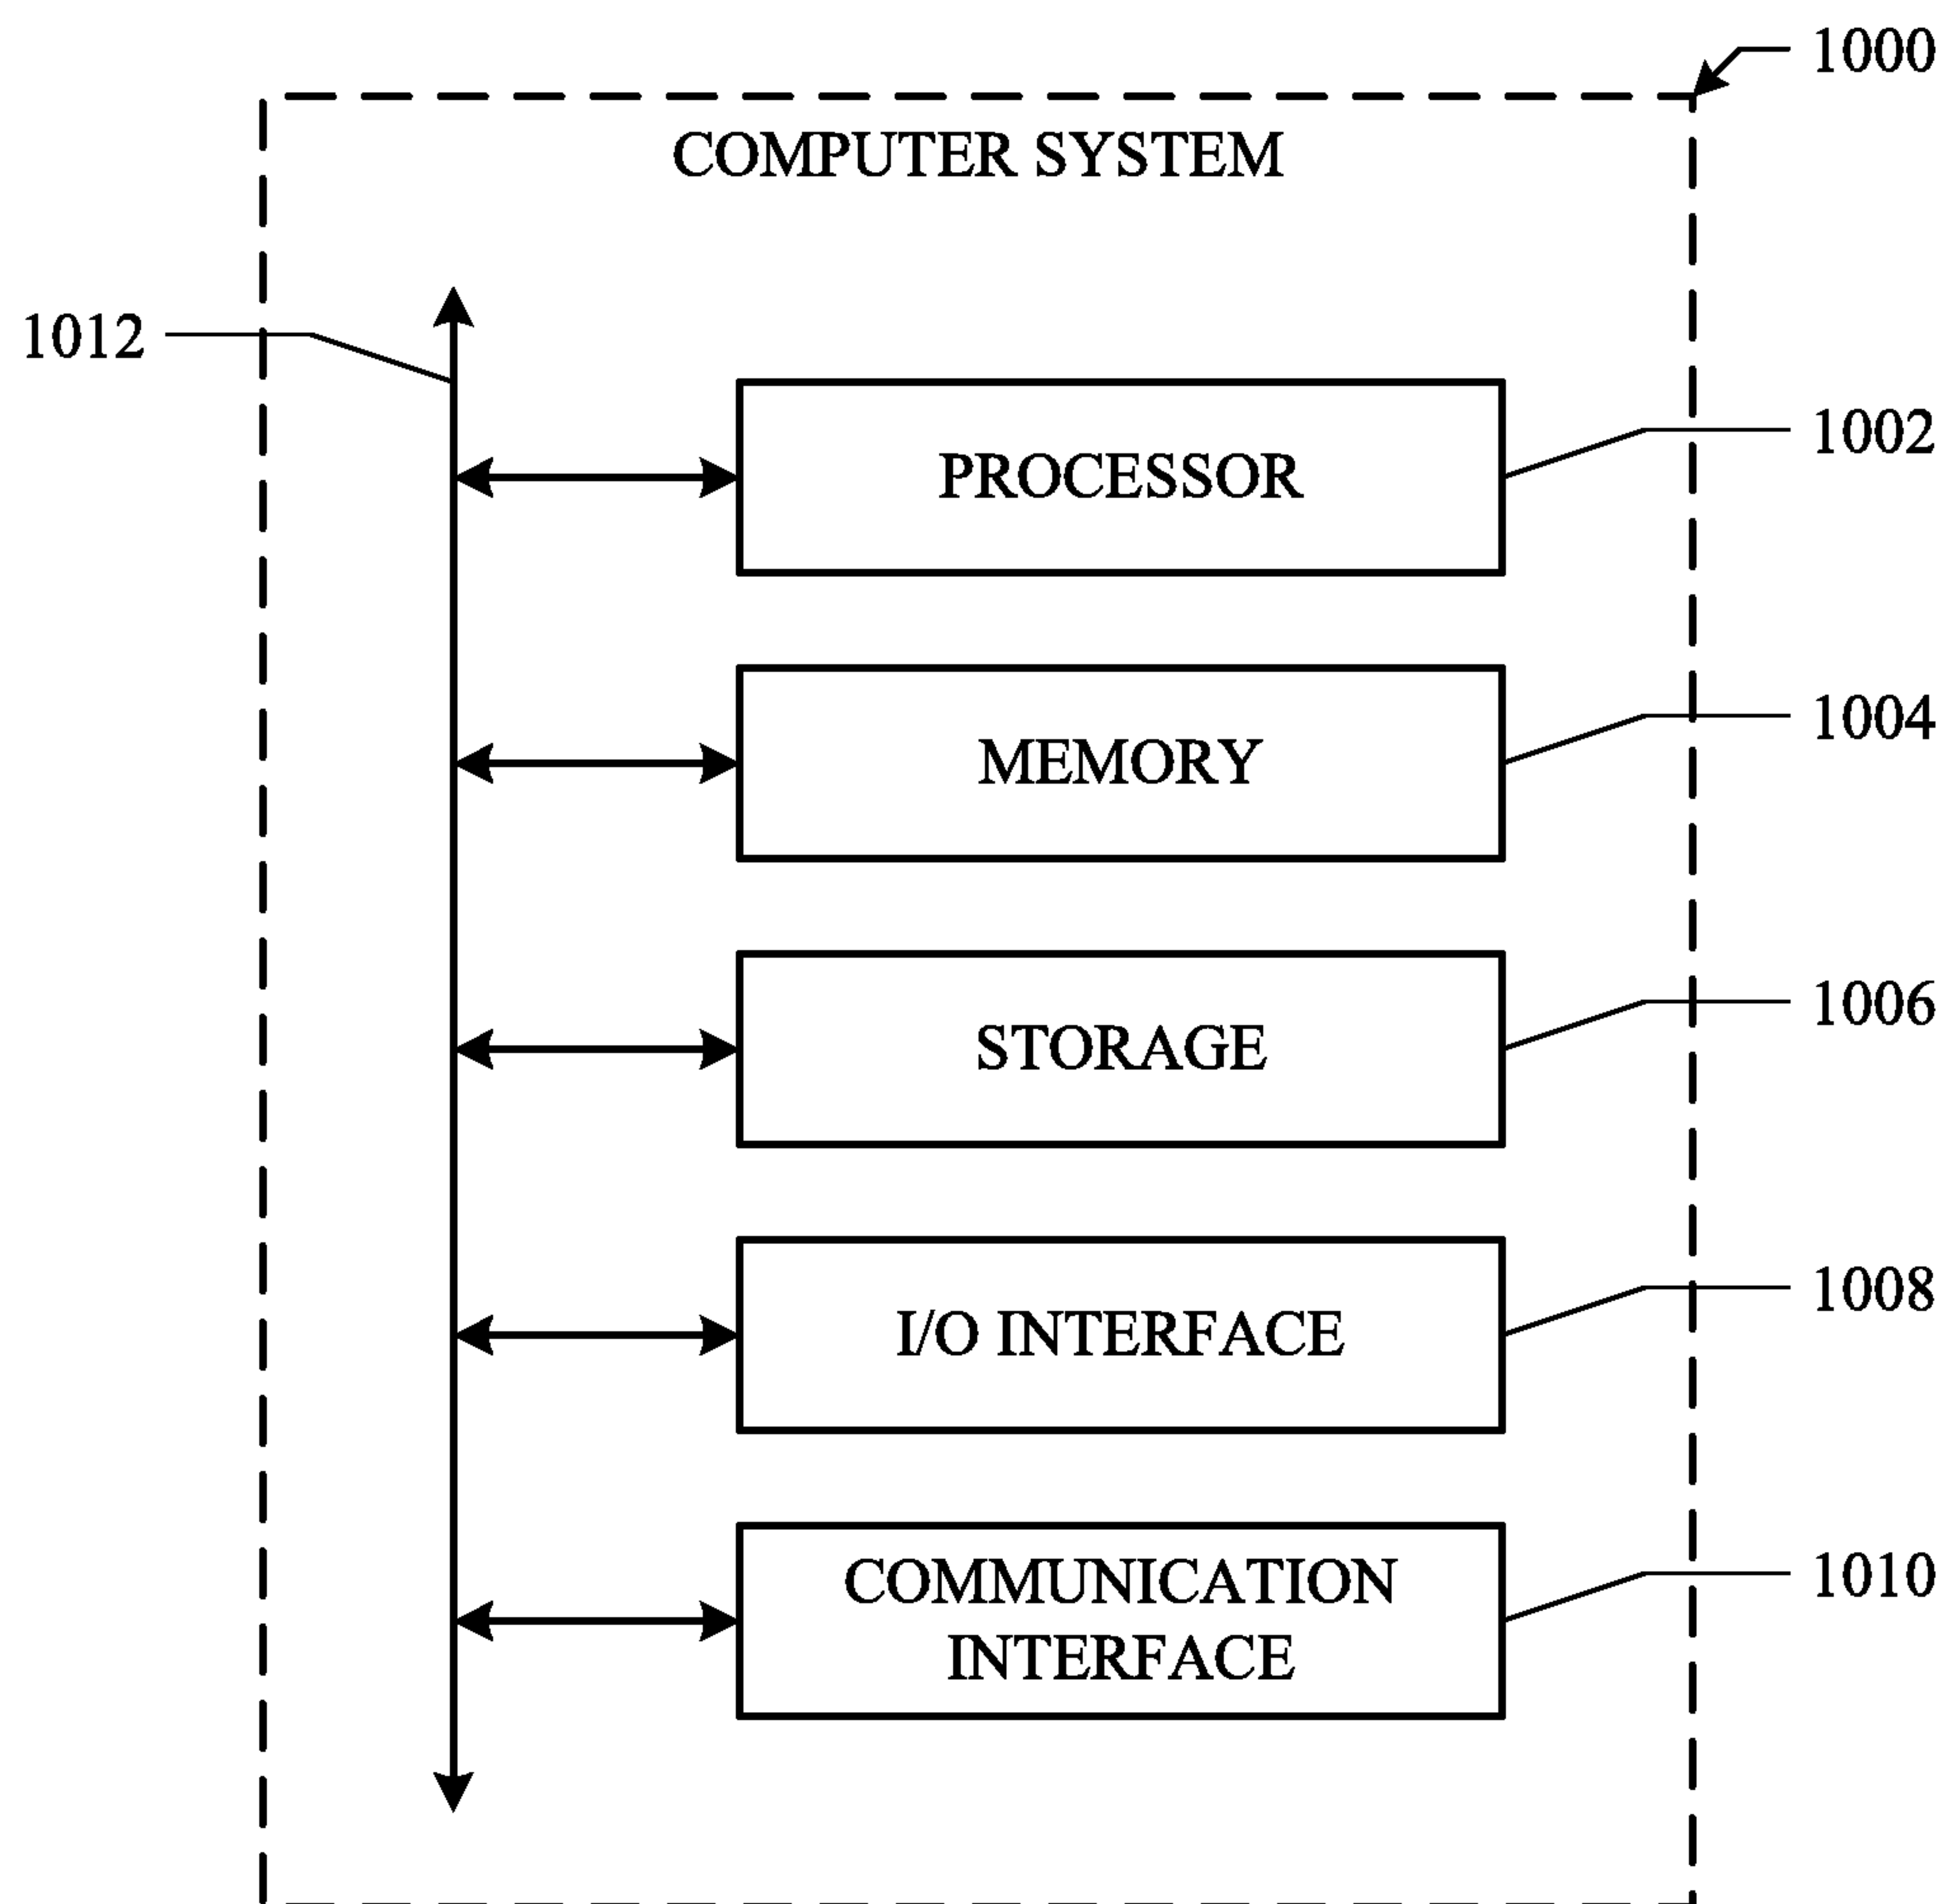 1000
COMPUTER SYSTEM
1012
PROCESSOR
1002
MEMORY
1004
STORAGE
1006
I/O INTERFACE
1008
COMMUNICATION
INTERFACE
1010